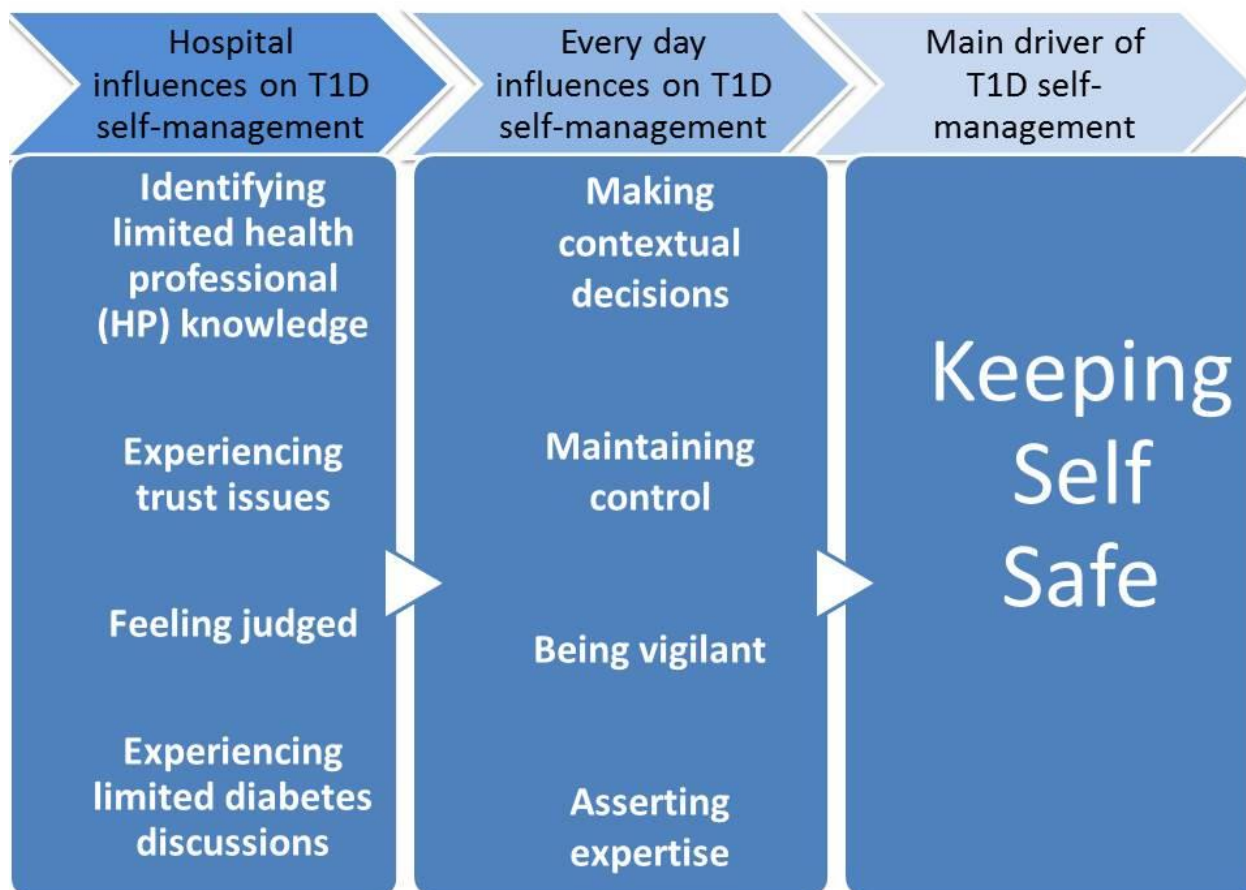 Hospital
influences on T1D
self-management
Identifying
limited health
professional
(HP) knowledge
Experiencing
trust issues
Feeling judged
Experiencing
limited diabetes
discussions
Every day
influences on T1D
self-management
Making
contextual
decisions
Maintaining
control
Being vigilant
Asserting
expertise
Main driver of
T1D self-
management
Keeping
Self
Safe